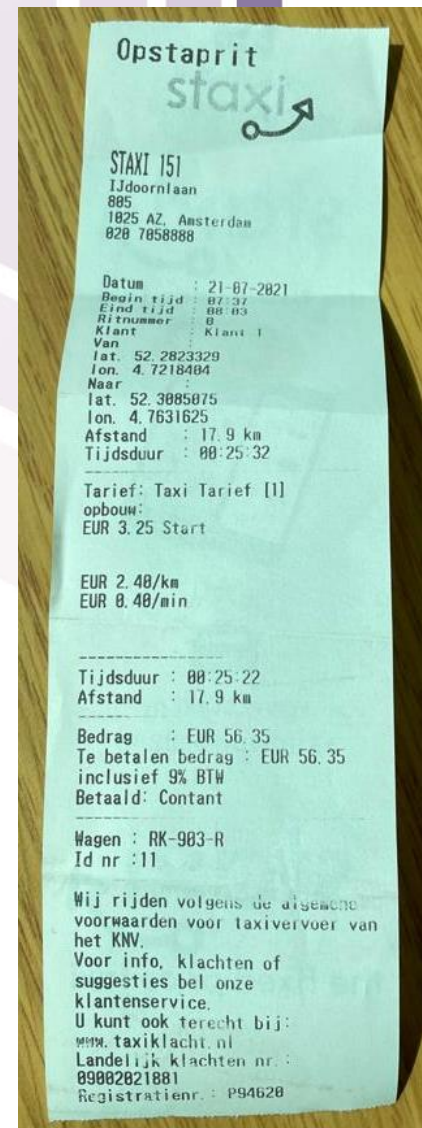 Opstaprit
staxi
STAXI 151
IJdoornlaan
805
1025 AZ, Amsterdam
020 7058888
Datum : 21-07-2021
Begin tijd : 07:37
Eind tijd : 08:03
Ritnummer : 0
Klant : Klant 1
Van :
lat. 52.2823329
lon. 4.7218404
Naar :
lat. 52.3085075
lon. 4.7631625
Afstand : 17.9 km
Tijdsduur : 00:25:32
Tarief: Taxi Tarief [1]
opbouw:
EUR 3.25 Start
EUR 2.40/km
EUR 0.40/min
Tijdsduur : 00:25:22
Afstand : 17.9 km
Bedrag : EUR 56.35
Te betalen bedrag : EUR 56.35
inclusief 9% BTW
Betaald: Contant
Wagen : RK-903-R
Id nr :11
Wij rijden volgens de algemene
voorwaarden voor taxivervoer van
het KNV.
Voor info, klachten of
suggesties bel onze
klantenservice.
U kunt ook terecht bij:
www.taxiklacht.nl
Landelijk klachten nr. :
09002021881
Registratienr. : P94620